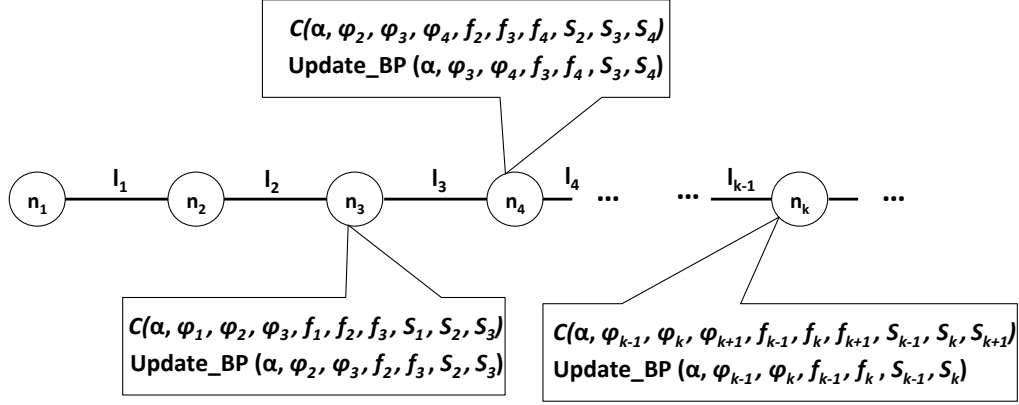 C(α, φ₂, φ₃, φ₄, f₂, f₃, f₄, S₂, S₃, S₄)
Update_BP (α, φ₃, φ₄, f₃, f₄ , S₃, S₄)
n₁ l₁ n₂ l₂ n₃ l₃ n₄ l₄ ... ... lₖ₋₁ nₖ ...
C(α, φ₁, φ₂, φ₃, f₁, f₂, f₃, S₁, S₂, S₃)
Update_BP (α, φ₂, φ₃, f₂, f₃, S₂, S₃)
C(α, φₖ₋₁, φₖ, φₖ₊₁, fₖ₋₁, fₖ, fₖ₊₁, Sₖ₋₁, Sₖ, Sₖ₊₁)
Update_BP (α, φₖ₋₁, φₖ, fₖ₋₁, fₖ , Sₖ₋₁, Sₖ)